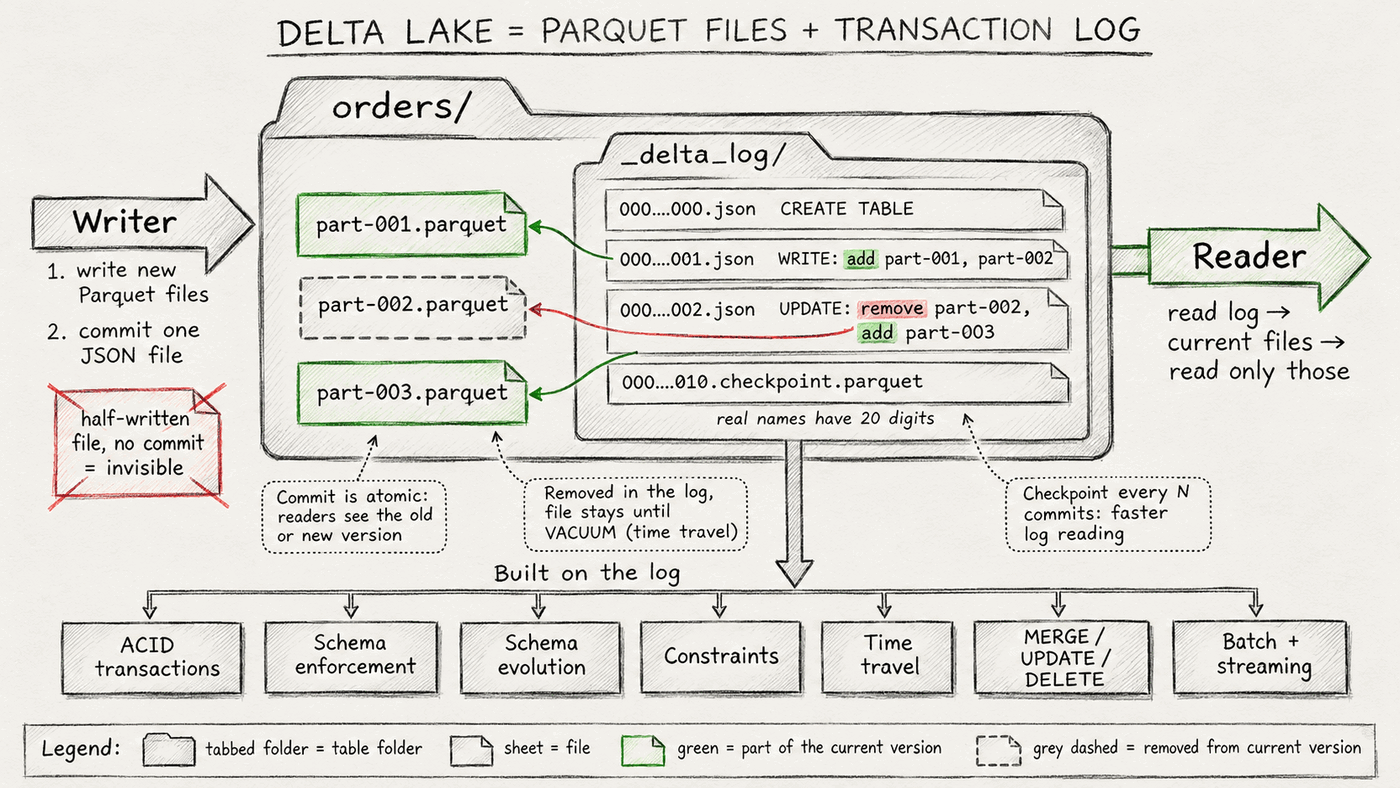 DELTA LAKE = PARQUET FILES + TRANSACTION LOG
orders/
_delta_log/
Writer
1. write new
Parquet files
2. commit one
JSON file
half-written
file, no commit
= invisible
part-001.parquet
part-002.parquet
part-003.parquet
000....000.json CREATE TABLE
000....001.json WRITE: add part-001, part-002
000....002.json UPDATE: remove part-002,
add part-003
000....010.checkpoint.parquet
real names have 20 digits
Reader
read log →
current files →
read only those
Commit is atomic:
readers see the old
or new version
Removed in the log,
file stays until
VACUUM (time travel)
Checkpoint every N
commits: faster
log reading
Built on the log
ACID
transactions
Schema
enforcement
Schema
evolution
Constraints
Time
travel
MERGE /
UPDATE /
DELETE
Batch +
streaming
Legend:
tabbed folder = table folder
sheet = file
green = part of the current version
grey dashed = removed from current version